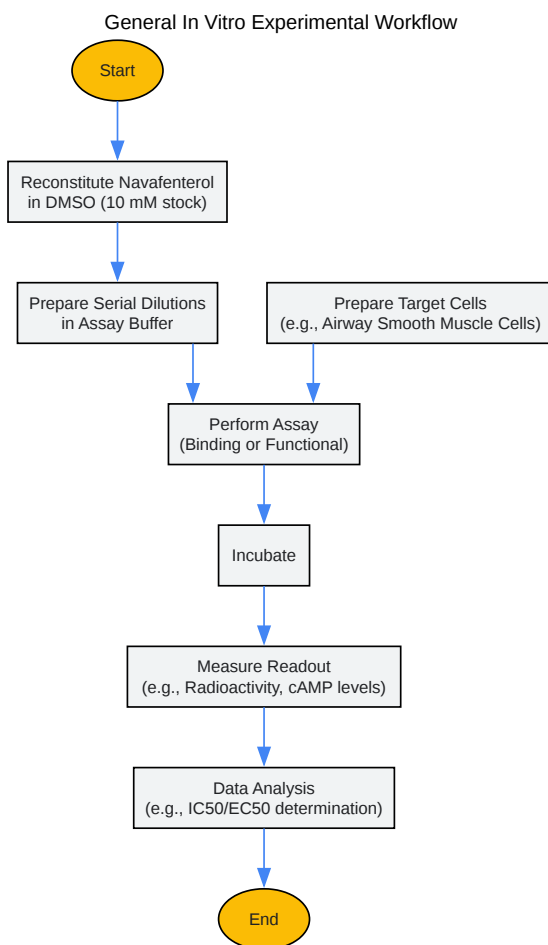 General In Vitro Experimental Workflow
Start
Reconstitute Navafenterol
in DMSO (10 mM stock)
Prepare Serial Dilutions
in Assay Buffer
Prepare Target Cells
(e.g., Airway Smooth Muscle Cells)
Perform Assay
(Binding or Functional)
Incubate
Measure Readout
(e.g., Radioactivity, cAMP levels)
Data Analysis
(e.g., IC50/EC50 determination)
End